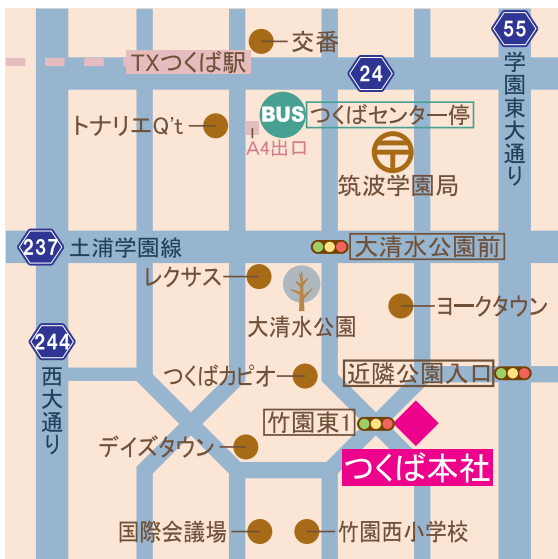 交番
55
TXつくば駅
24
学園東大通り
BUS
つくばセンター停
トナリエQ't
A4出口
筑波学園局
237
土浦学園線
大清水公園前
レクサス
大清水公園
ヨークタウン
244
西大通り
つくばカピオ
近隣公園入口
竹園東1
デイズタウン
つくば本社
国際会議場
竹園西小学校